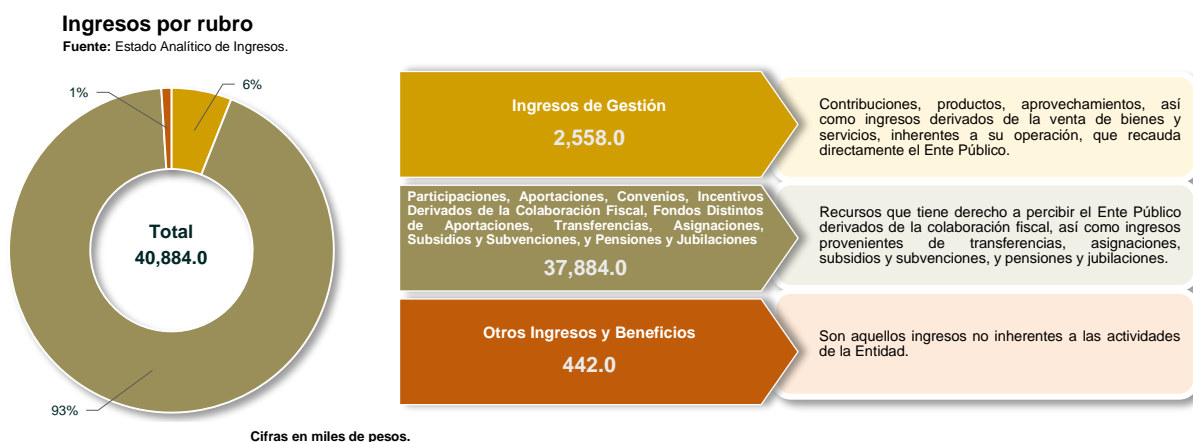 Ingresos por rubro
Fuente: Estado Analítico de Ingresos.
1%
6%
Total
40,884.0
93%
Ingresos de Gestión
2,558.0
Contribuciones, productos, aprovechamientos, así
como ingresos derivados de la venta de bienes y
servicios, inherentes a su operación, que recauda
directamente el Ente Público.
Participaciones, Aportaciones, Convenios, Incentivos
Derivados de la Colaboración Fiscal, Fondos Distintos
de Aportaciones, Transferencias, Asignaciones,
Subsidios y Subvenciones, y Pensiones y Jubilaciones
37,884.0
Recursos que tiene derecho a percibir el Ente Público
derivados de la colaboración fiscal, así como ingresos
provenientes de transferencias, asignaciones,
subsidios y subvenciones, y pensiones y jubilaciones.
Otros Ingresos y Beneficios
442.0
Son aquellos ingresos no inherentes a las actividades
de la Entidad.
Cifras en miles de pesos.